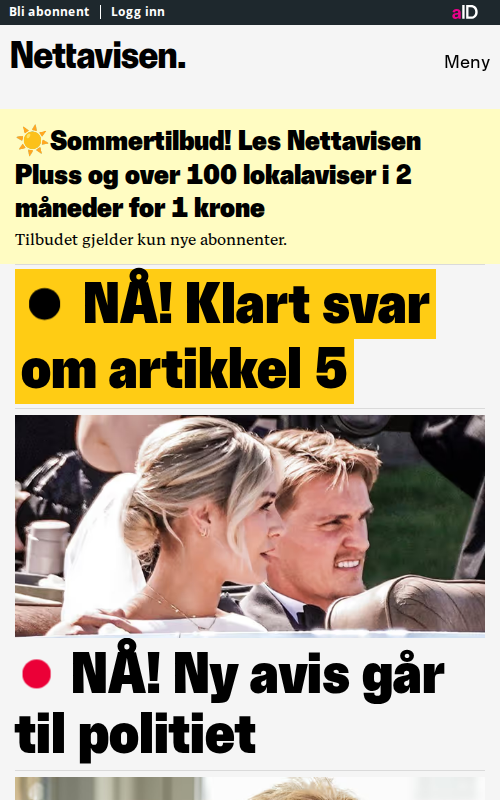 Bli abonnent | Logg inn
aID
Nettavisen.
Meny
☀️Sommertilbud! Les Nettavisen
Pluss og over 100 lokalaviser i 2
måneder for 1 krone
Tilbudet gjelder kun nye abonnenter.
NÅ! Klart svar
om artikkel 5
NÅ! Ny avis går
til politiet